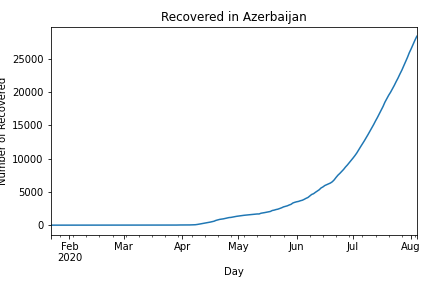 Recovered in Azerbaijan
Number of Recovered
25000
20000
15000
10000
5000
0
Feb Mar Apr May Jun Jul Aug
2020
Day